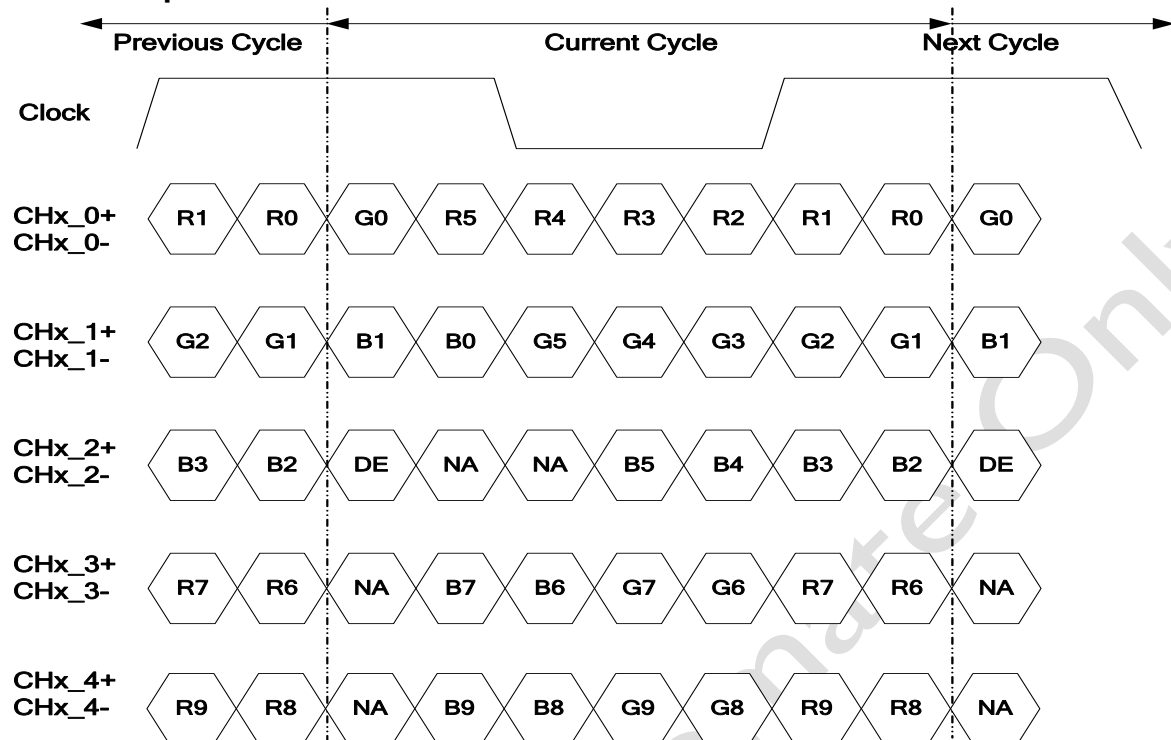 Previous Cycle Current Cycle Next Cycle
Clock
CHx_0+
CHx_0-
R1 R0 G0 R5 R4 R3 R2 R1 R0 G0
CHx_1+
CHx_1-
G2 G1 B1 B0 G5 G4 G3 G2 G1 B1
CHx_2+
CHx_2-
B3 B2 DE NA NA B5 B4 B3 B2 DE
CHx_3+
CHx_3-
R7 R6 NA B7 B6 G7 G6 R7 R6 NA
CHx_4+
CHx_4-
R9 R8 NA B9 B8 G9 G8 R9 R8 NA